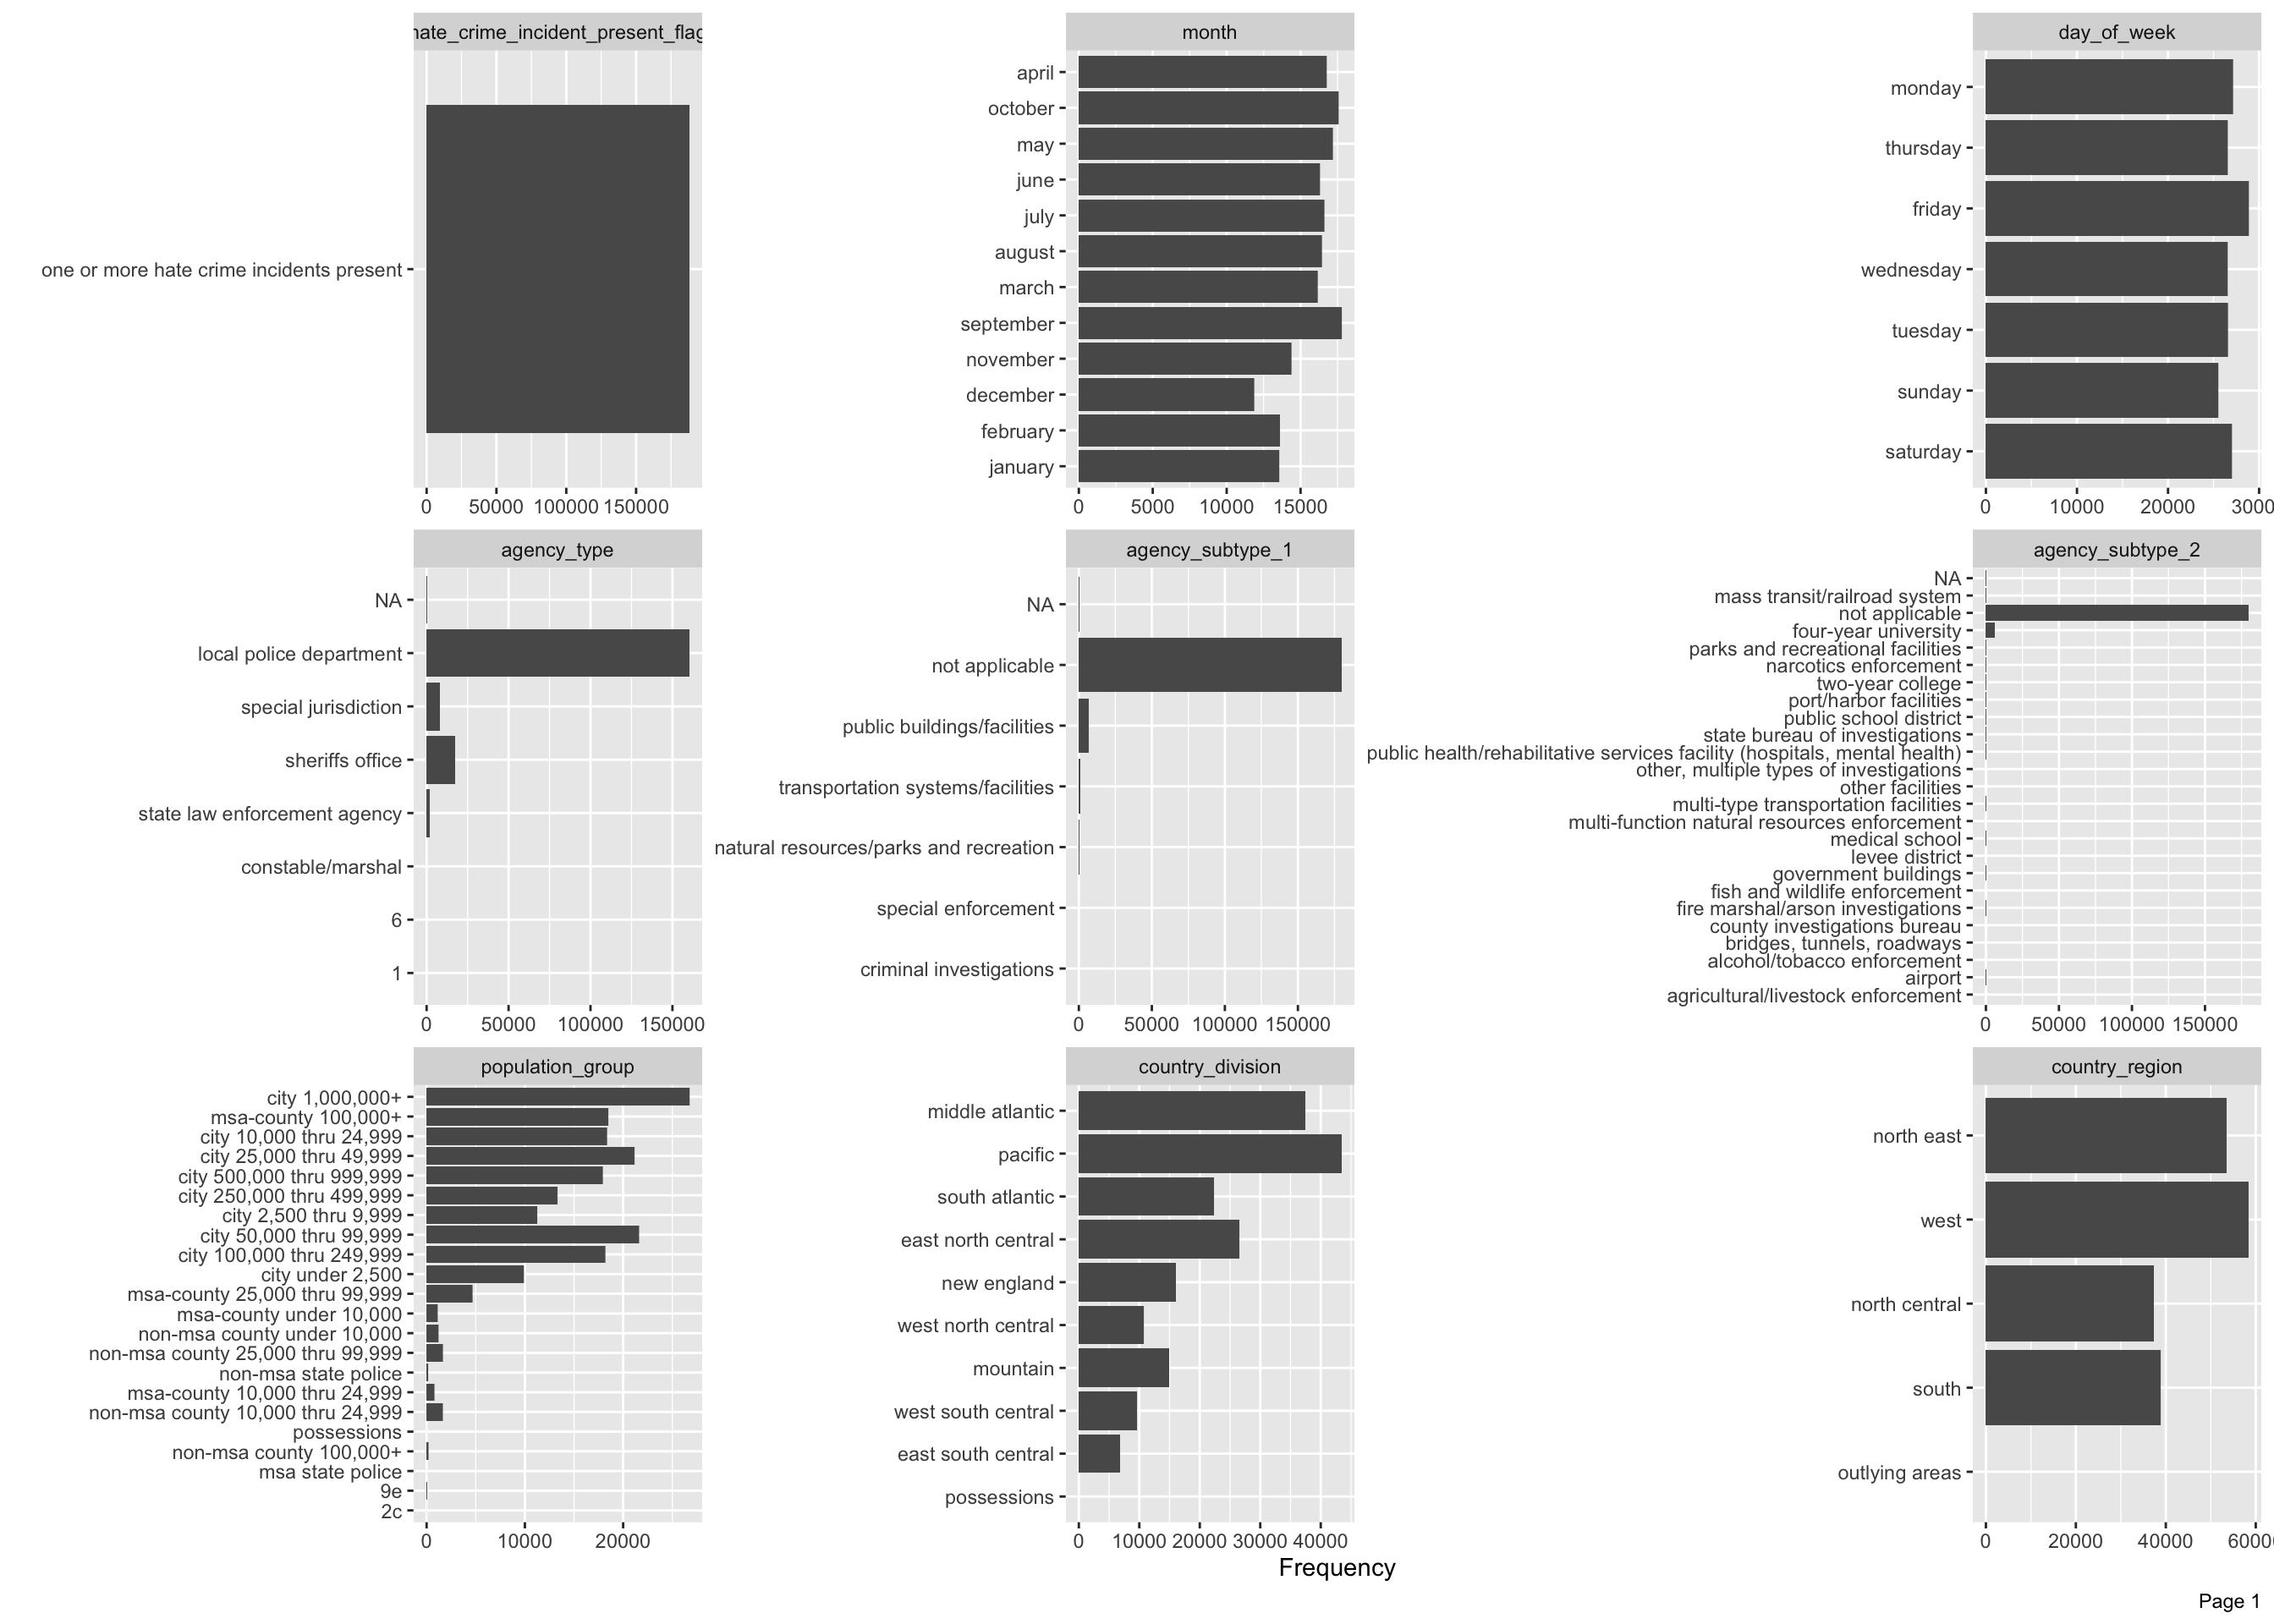 hate_crime_incident_present_flag
one or more hate crime incidents present
0 50000 100000 150000
month
april
october
may
june
july
august
march
september
november
december
february
january
0 5000 10000 15000
day_of_week
monday
thursday
friday
wednesday
tuesday
sunday
saturday
0 10000 20000 3000
agency_type
NA
local police department
special jurisdiction
sheriffs office
state law enforcement agency
constable/marshal
6
1
0 50000 100000 150000
agency_subtype_1
NA
not applicable
public buildings/facilities
transportation systems/facilities
natural resources/parks and recreation
special enforcement
criminal investigations
0 50000 100000 150000
agency_subtype_2
NA
mass transit/railroad system
not applicable
four-year university
parks and recreational facilities
narcotics enforcement
two-year college
port/harbor facilities
public school district
state bureau of investigations
public health/rehabilitative services facility (hospitals, mental health)
other, multiple types of investigations
other facilities
multi-type transportation facilities
multi-function natural resources enforcement
medical school
levee district
government buildings
fish and wildlife enforcement
fire marshal/arson investigations
county investigations bureau
bridges, tunnels, roadways
alcohol/tobacco enforcement
airport
agricultural/livestock enforcement
0 50000 100000 150000
population_group
city 1,000,000+
msa-county 100,000+
city 10,000 thru 24,999
city 25,000 thru 49,999
city 500,000 thru 999,999
city 250,000 thru 499,999
city 2,500 thru 9,999
city 50,000 thru 99,999
city 100,000 thru 249,999
city under 2,500
msa-county 25,000 thru 99,999
msa-county under 10,000
non-msa county under 10,000
non-msa county 25,000 thru 99,999
non-msa state police
msa-county 10,000 thru 24,999
non-msa county 10,000 thru 24,999
possessions
non-msa county 100,000+
msa state police
9e
2c
0 10000 20000
country_division
middle atlantic
pacific
south atlantic
east north central
new england
west north central
mountain
west south central
east south central
possessions
0 10000 20000 30000 40000
country_region
north east
west
north central
south
outlying areas
0 20000 40000 6000
Frequency
Page 1